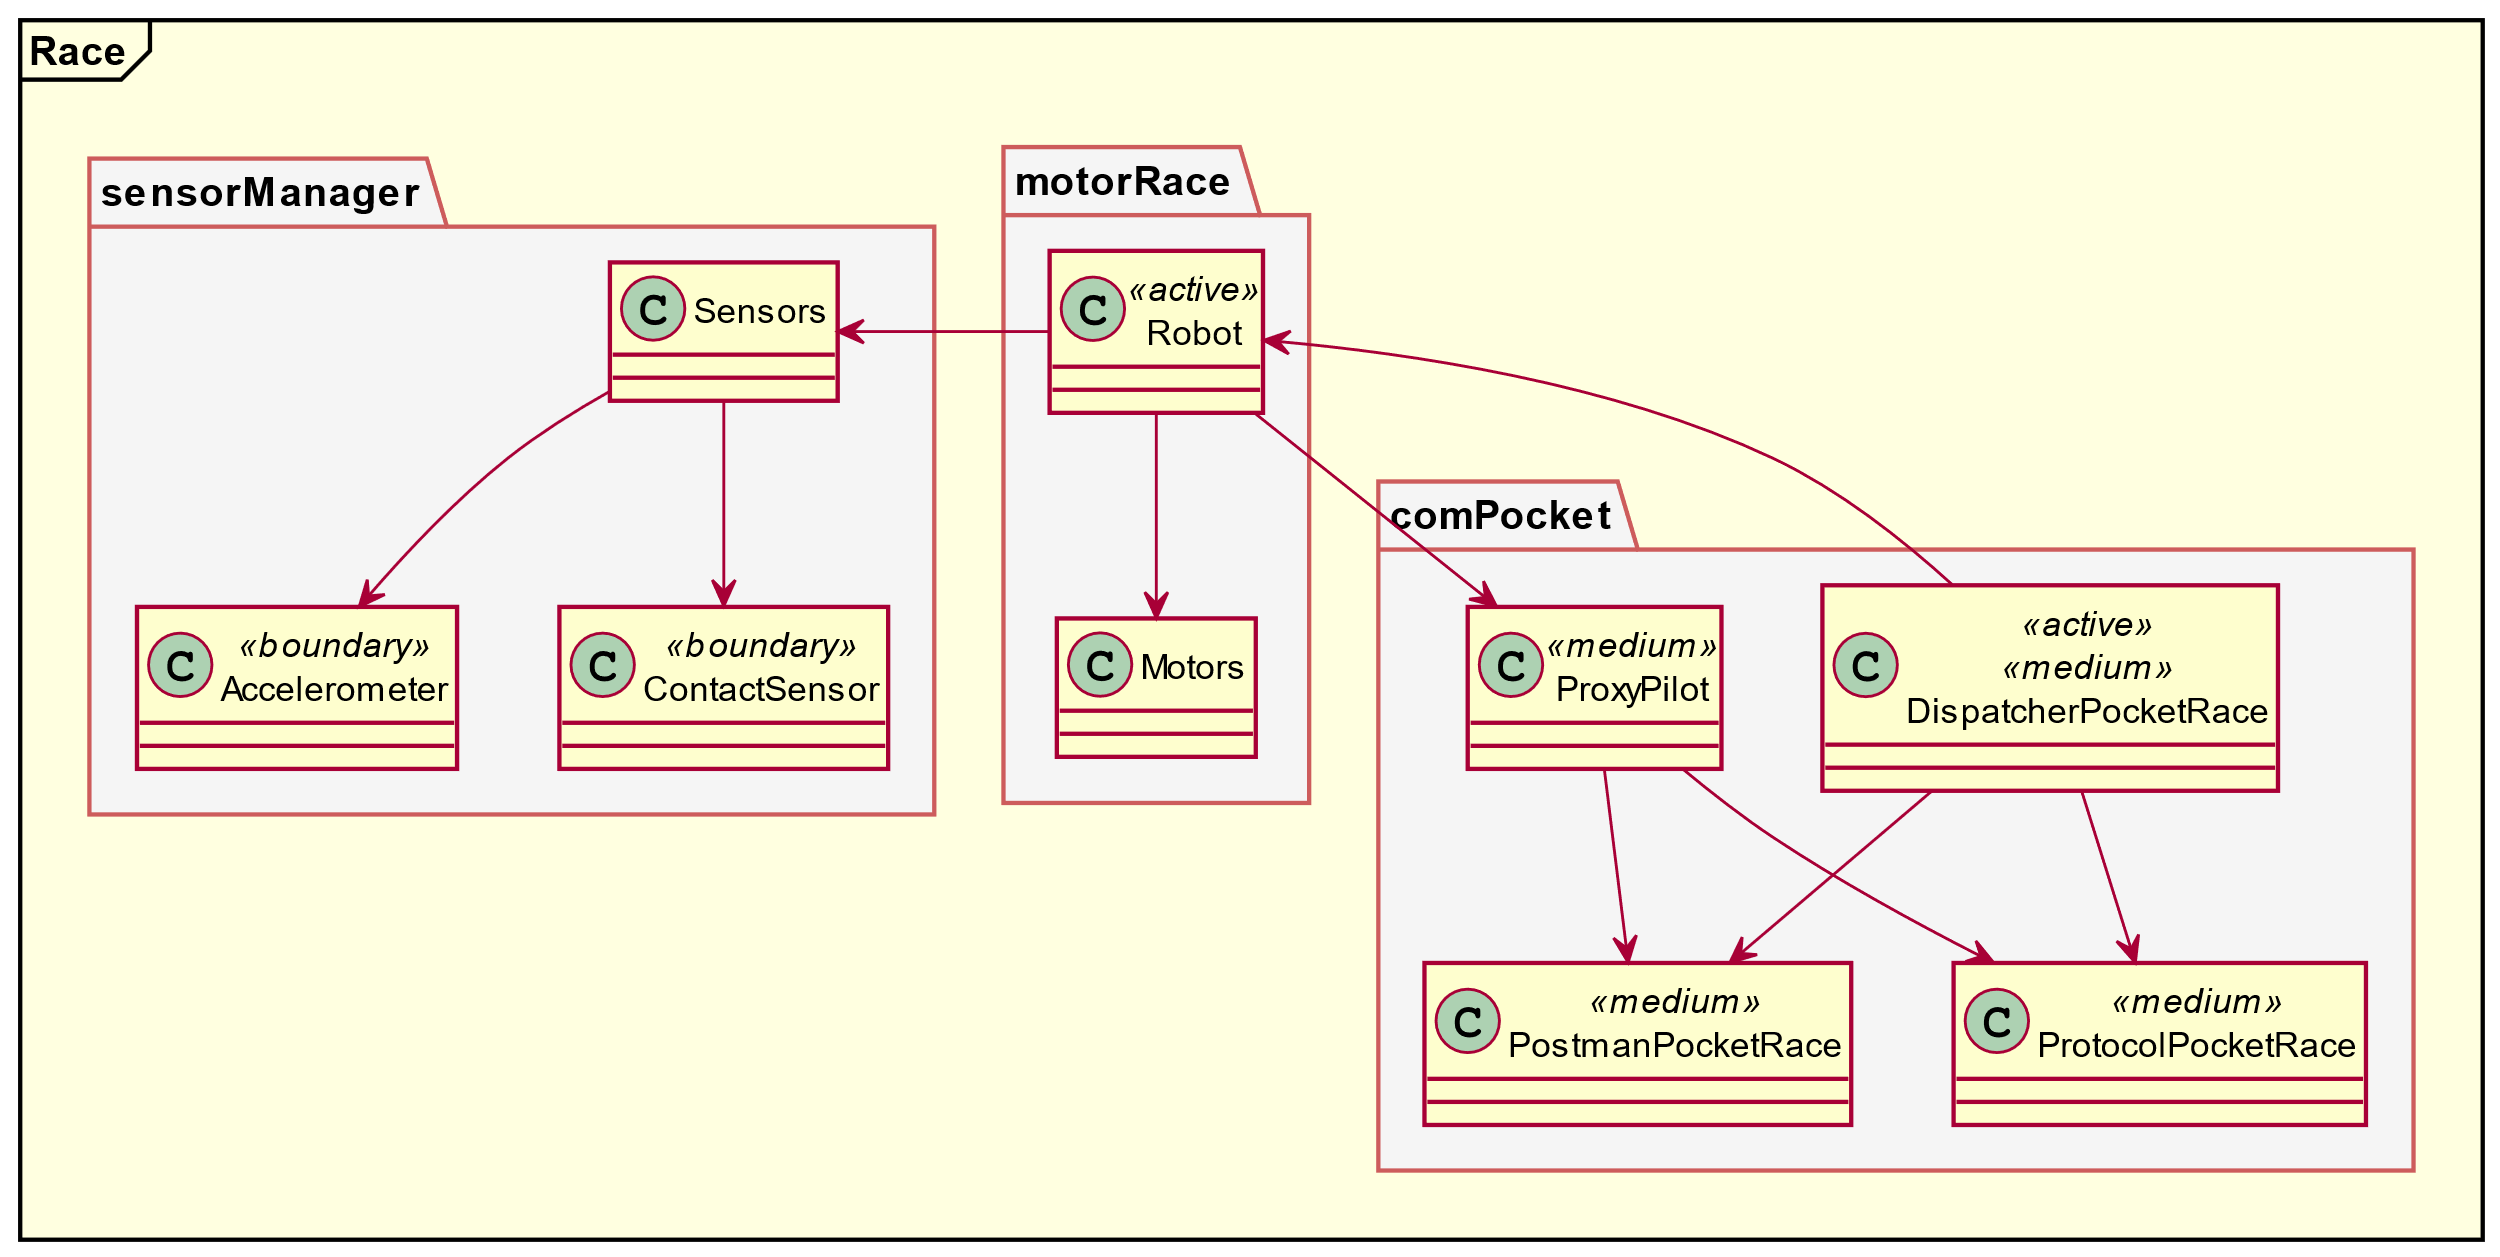 Race
sensorManager
C Sensors
C «boundary»
Accelerometer
C «boundary»
ContactSensor
motorRace
C «active»
Robot
C Motors
comPocket
C «medium»
ProxyPilot
C «active»
«medium»
DispatcherPocketRace
C «medium»
PostmanPocketRace
C «medium»
ProtocolPocketRace